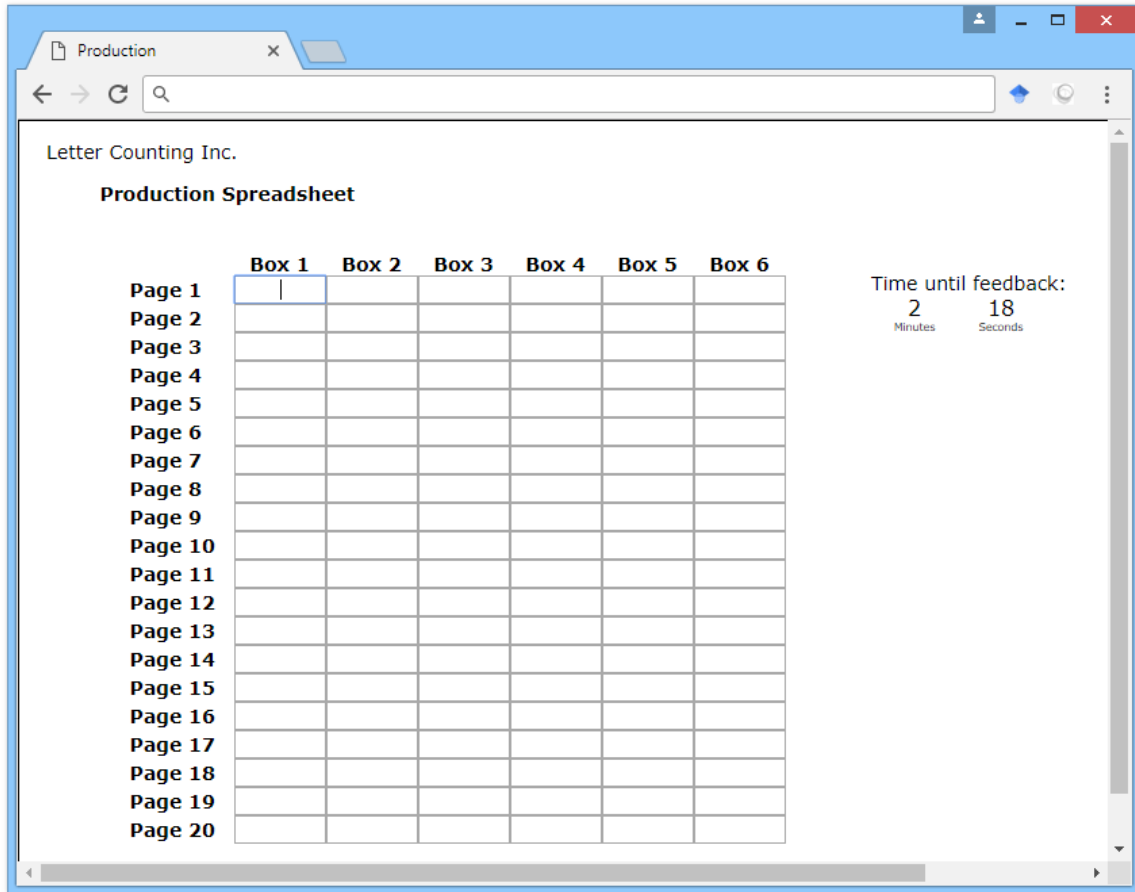 Production
Letter Counting Inc.
Production Spreadsheet
Box 1 Box 2 Box 3 Box 4 Box 5 Box 6
Time until feedback:
2 18
Minutes Seconds
Page 1
Page 2
Page 3
Page 4
Page 5
Page 6
Page 7
Page 8
Page 9
Page 10
Page 11
Page 12
Page 13
Page 14
Page 15
Page 16
Page 17
Page 18
Page 19
Page 20